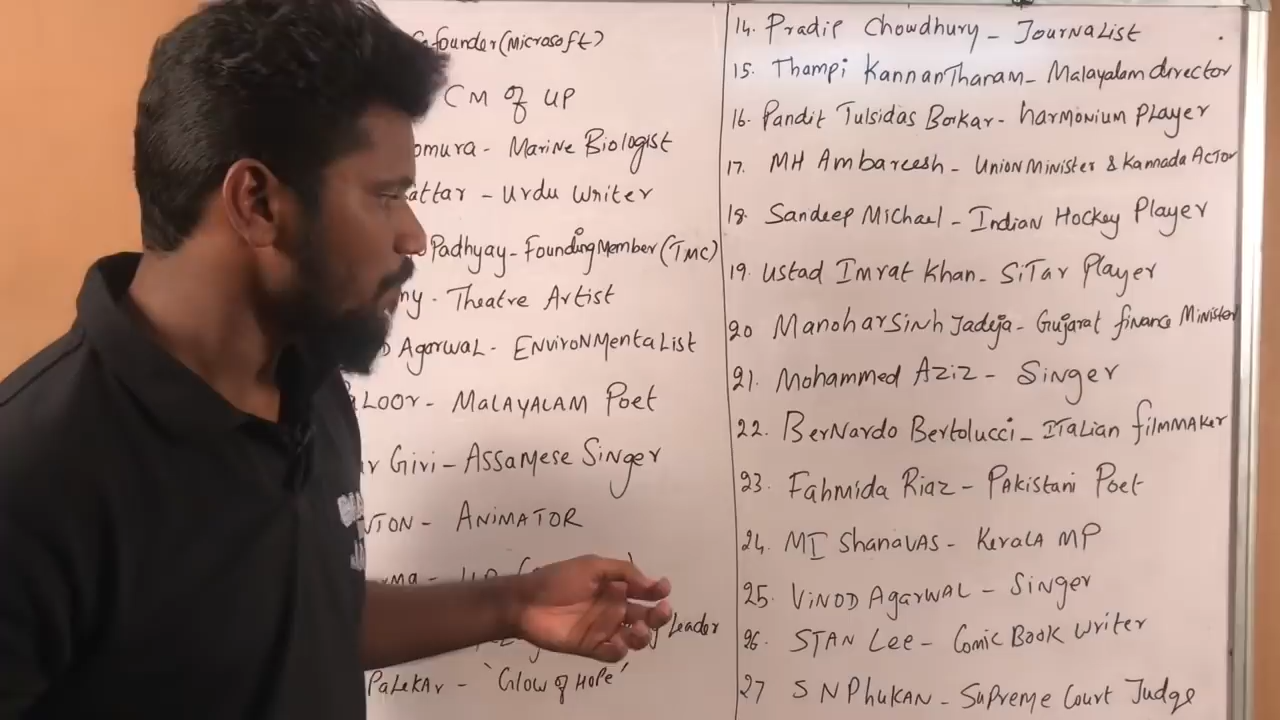 founder (Microsoft)
CM of UP
omura - Marine Biologist
attar - Urdu Writer
Padhyay - Founding Member (TMC)
ny - Theatre Artist
D Agarwal - Environmentalist
Loor - Malayalam Poet
r Giri - Assamese Singer
TON - Animator
ma -
Leader
Palekar - 'Glow of Hope'
14. Pradip Chowdhury - Journalist
15. Thampi KannanThanam - Malayalam director
16. Pandit Tulsidas Borkar - harmonium Player
17. MH Ambareesh - Union Minister & Kannada Actor
18. Sandeep Michael - Indian Hockey Player
19. Ustad Imrat Khan - Sitar Player
20 Manoharsinh Jadeja - Gujarat finance Minister
21. Mohammed Aziz - Singer
22. Bernardo Bertolucci - Italian filmmaker
23. Fahmida Riaz - Pakistani Poet
24. MI Shanavas - Kerala MP
25. Vinod Agarwal - Singer
26. Stan Lee - Comic Book Writer
27 S N Phukan - Supreme Court Judge